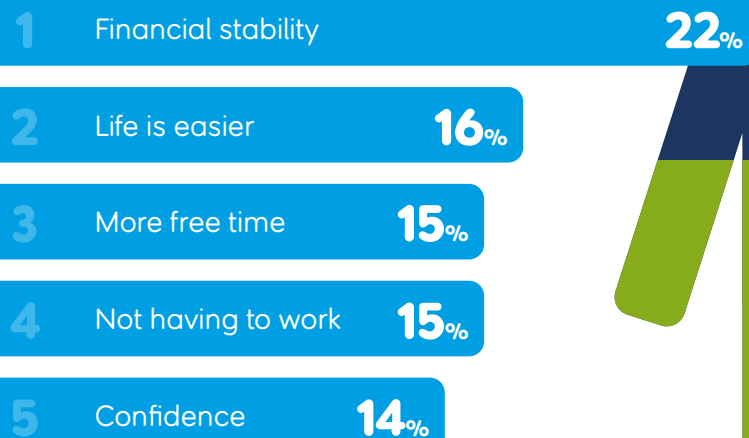 1 Financial stability 22%
2 Life is easier 16%
3 More free time 15%
4 Not having to work 15%
5 Confidence 14%